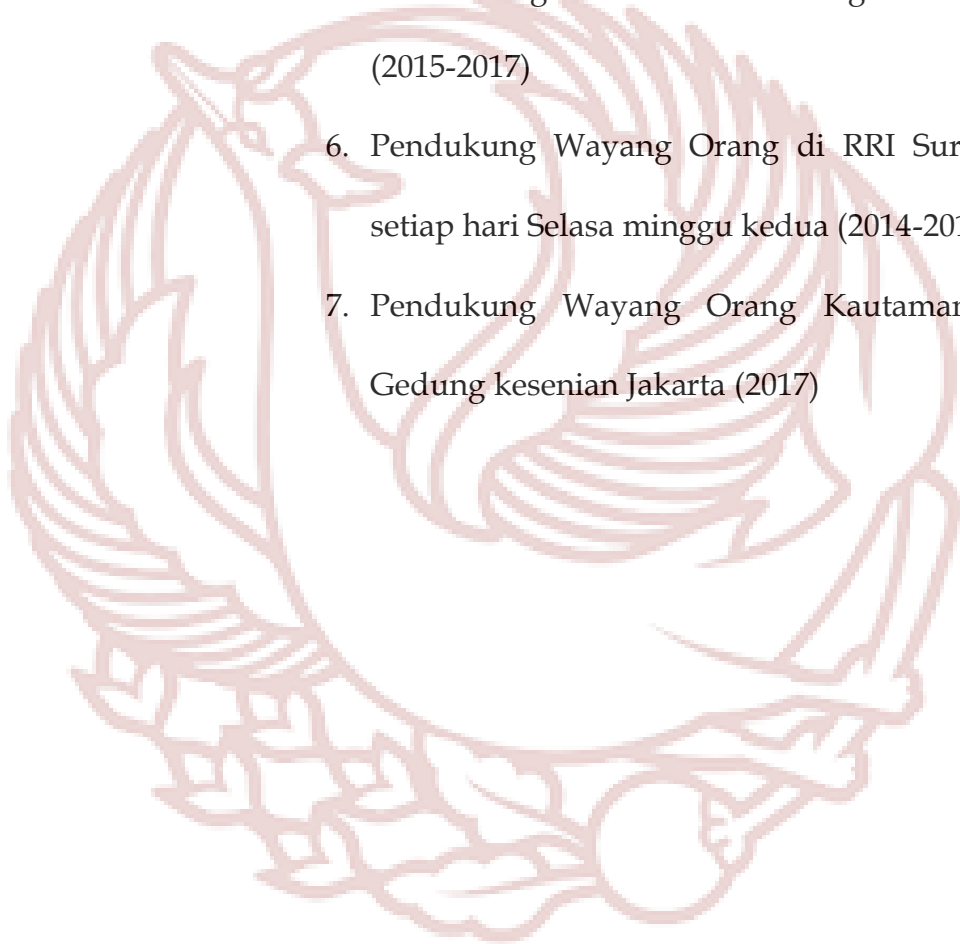 (2015-2017)
6. Pendukung Wayang Orang di RRI Sur
setiap hari Selasa minggu kedua (2014-201
7. Pendukung Wayang Orang Kautaman
Gedung kesenian Jakarta (2017)